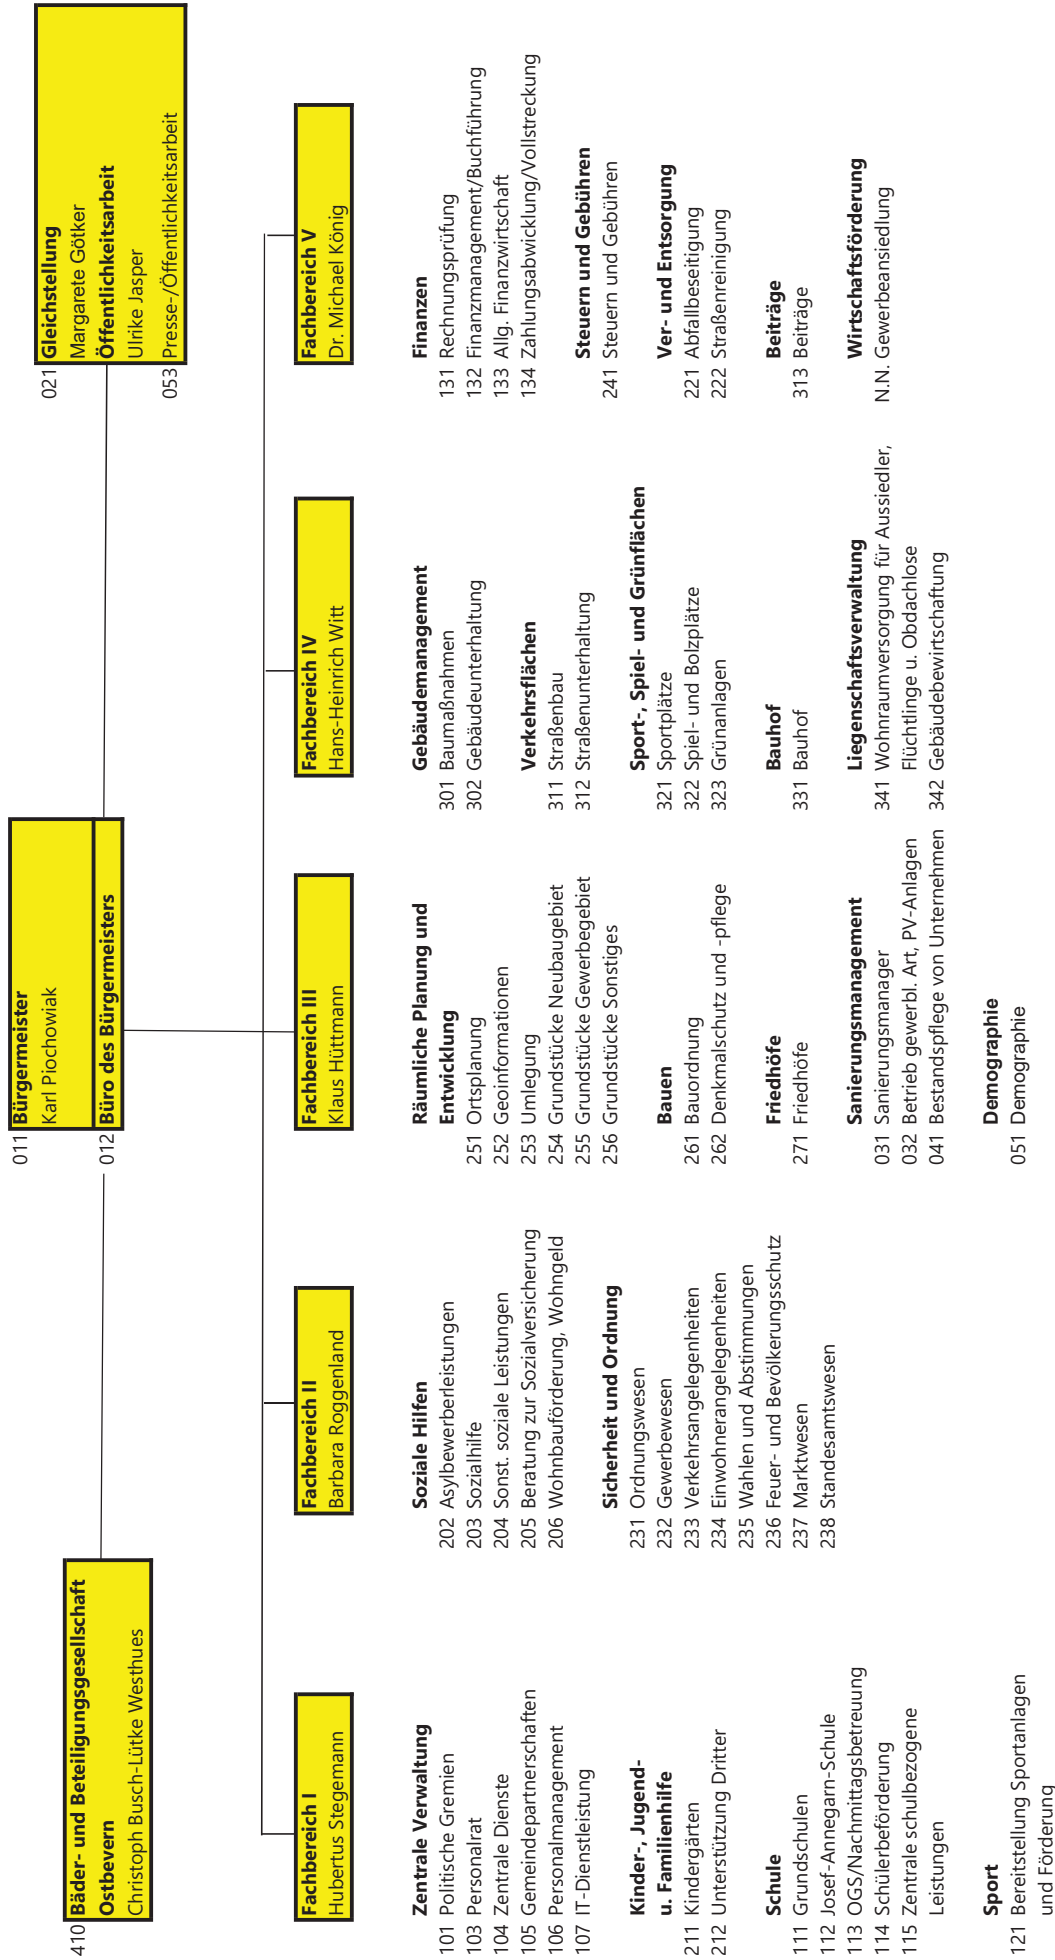 011 Bürgermeister
Karl Piochowiak
012 Büro des Bürgermeisters
410 Bäder- und Beteiligungsgesellschaft
Ostbevern
Christoph Busch-Lütke Westhues
021 Gleichstellung
Margarete Götker
Öffentlichkeitsarbeit
Ulrike Jasper
053 Presse-/Öffentlichkeitsarbeit
Fachbereich I
Hubertus Stegemann
Zentrale Verwaltung
101 Politische Gremien
103 Personalrat
104 Zentrale Dienste
105 Gemeindepartnerschaften
106 Personalmanagement
107 IT-Dienstleistung
Kinder-, Jugend-
u. Familienhilfe
211 Kindergärten
212 Unterstützung Dritter
Schule
111 Grundschulen
112 Josef-Annegarn-Schule
113 OGS/Nachmittagsbetreuung
114 Schülerbeförderung
115 Zentrale schulbezogene
Leistungen
Sport
121 Bereitstellung Sportanlagen
und Förderung
Fachbereich II
Barbara Roggenland
Soziale Hilfen
202 Asylbewerberleistungen
203 Sozialhilfe
204 Sonst. soziale Leistungen
205 Beratung zur Sozialversicherung
206 Wohnbauförderung, Wohngeld
Sicherheit und Ordnung
231 Ordnungswesen
232 Gewerbewesen
233 Verkehrsangelegenheiten
234 Einwohnerangelegenheiten
235 Wahlen und Abstimmungen
236 Feuer- und Bevölkerungsschutz
237 Marktwesen
238 Standesamtswesen
Fachbereich III
Klaus Hüttmann
Räumliche Planung und
Entwicklung
251 Ortsplanung
252 Geoinformationen
253 Umlegung
254 Grundstücke Neubaugebiet
255 Grundstücke Gewerbegebiet
256 Grundstücke Sonstiges
Bauen
261 Bauordnung
262 Denkmalschutz und -pflege
Friedhöfe
271 Friedhöfe
Sanierungsmanagement
031 Sanierungsmanager
032 Betrieb gewerbl. Art, PV-Anlagen
041 Bestandspflege von Unternehmen
Demographie
051 Demographie
Fachbereich IV
Hans-Heinrich Witt
Gebäudemanagement
301 Baumaßnahmen
302 Gebäudeunterhaltung
Verkehrsflächen
311 Straßenbau
312 Straßenunterhaltung
Sport-, Spiel- und Grünflächen
321 Sportplätze
322 Spiel- und Bolzplätze
323 Grünanlagen
Bauhof
331 Bauhof
Liegenschaftsverwaltung
341 Wohnraumversorgung für Aussiedler,
Flüchtlinge u. Obdachlose
342 Gebäudebewirtschaftung
Fachbereich V
Dr. Michael König
Finanzen
131 Rechnungsprüfung
132 Finanzmanagement/Buchführung
133 Allg. Finanzwirtschaft
134 Zahlungsabwicklung/Vollstreckung
Steuern und Gebühren
241 Steuern und Gebühren
Ver- und Entsorgung
221 Abfallbeseitigung
222 Straßenreinigung
Beiträge
313 Beiträge
Wirtschaftsförderung
N.N. Gewerbeansiedlung